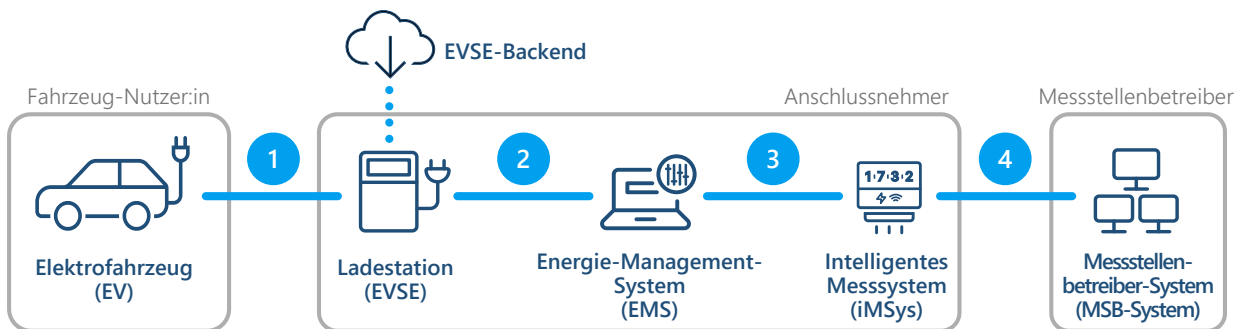 EVSE-Backend
Fahrzeug-Nutzer:in
Anschlussnehmer
Messstellenbetreiber
1
2
3
4
1·7·3·2
Elektrofahrzeug
(EV)
Ladestation
(EVSE)
Energie-Management-
System
(EMS)
Intelligentes
Messsystem
(iMSys)
Messstellen-
betreiber-System
(MSB-System)